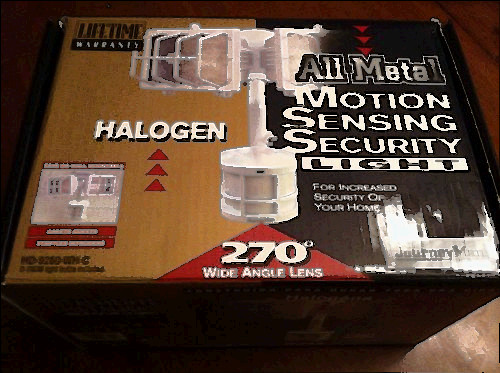 LIFETIME
WARRANTY
All Metal
MOTION
SENSING
SECURITY
LIGHT
HALOGEN
FOR INCREASED
SECURITY OF
YOUR HOME
270°
WIDE ANGLE LENS